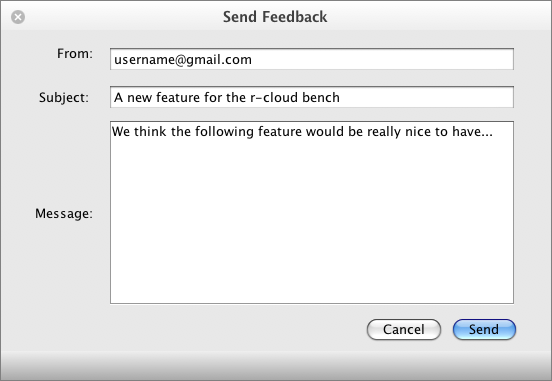 Send Feedback
From:
username@gmail.com
Subject:
A new feature for the r-cloud bench
Message:
We think the following feature would be really nice to have...
Cancel
Send